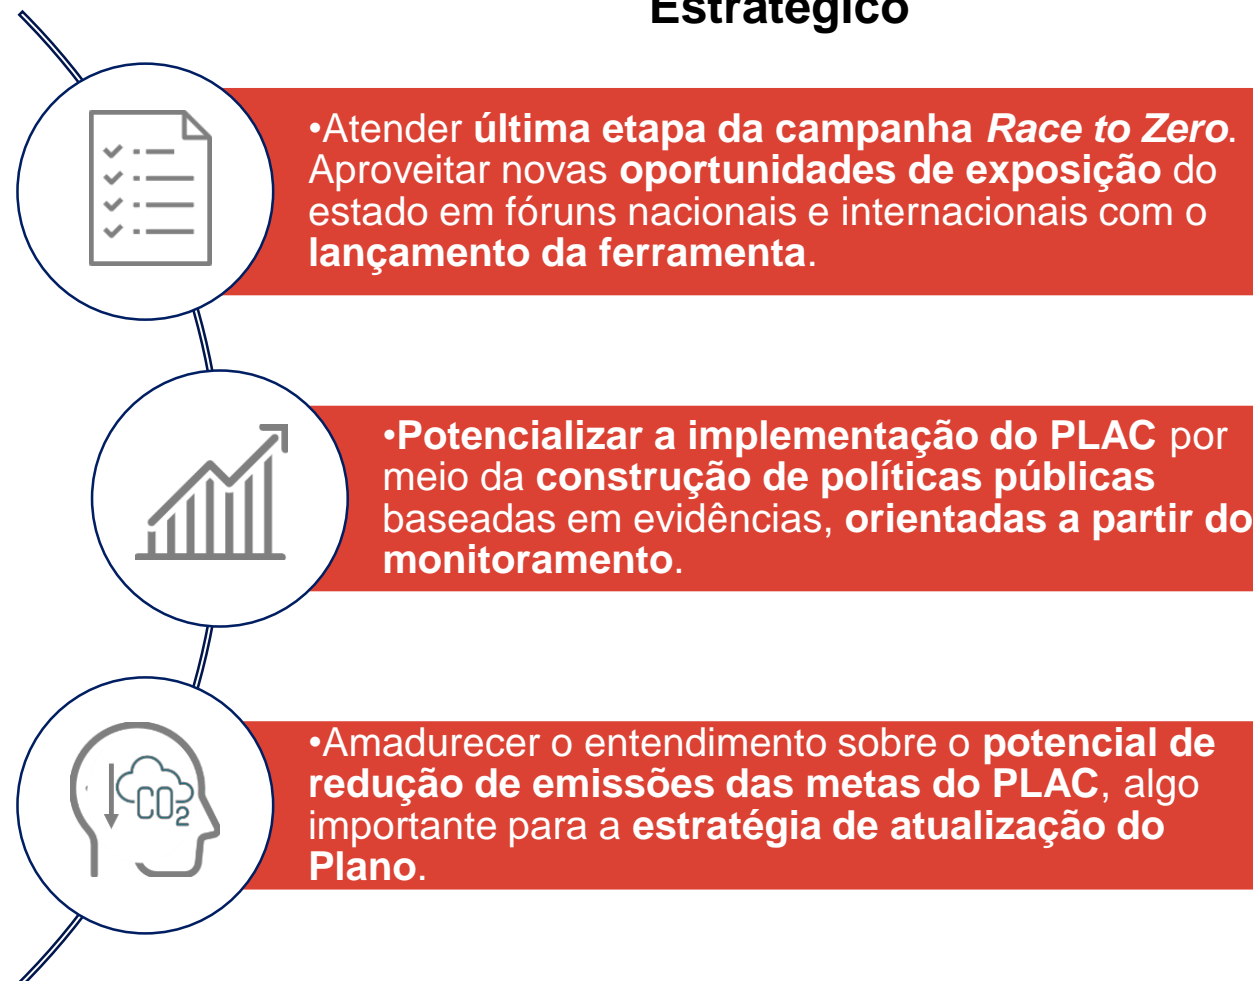 Estratégico
•Atender última etapa da campanha Race to Zero.
Aproveitar novas oportunidades de exposição do
estado em fóruns nacionais e internacionais com o
lançamento da ferramenta.
•Potencializar a implementação do PLAC por
meio da construção de políticas públicas
baseadas em evidências, orientadas a partir do
monitoramento.
CO2
•Amadurecer o entendimento sobre o potencial de
redução de emissões das metas do PLAC, algo
importante para a estratégia de atualização do
Plano.